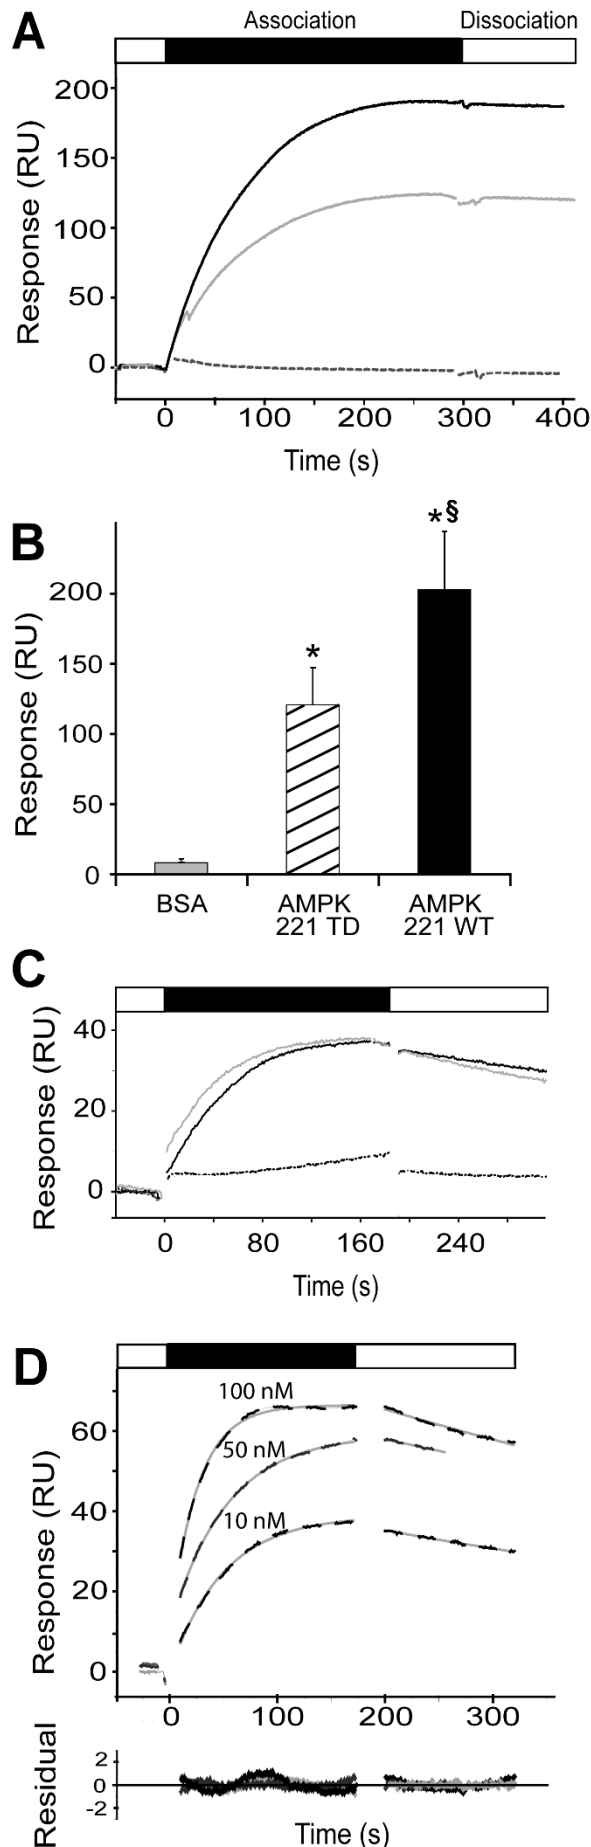 A
Association Dissociation
Response (RU)
200
150
100
50
0
0 100 200 300 400
Time (s)
B
Response (RU)
200
150
100
50
0
*
*§
BSA AMPK 221 TD AMPK 221 WT
C
Response (RU)
40
20
0
0 80 160 240
Time (s)
D
Response (RU)
60
40
20
0
100 nM
50 nM
10 nM
0 100 200 300
Residual
2
0
-2
Time (s)